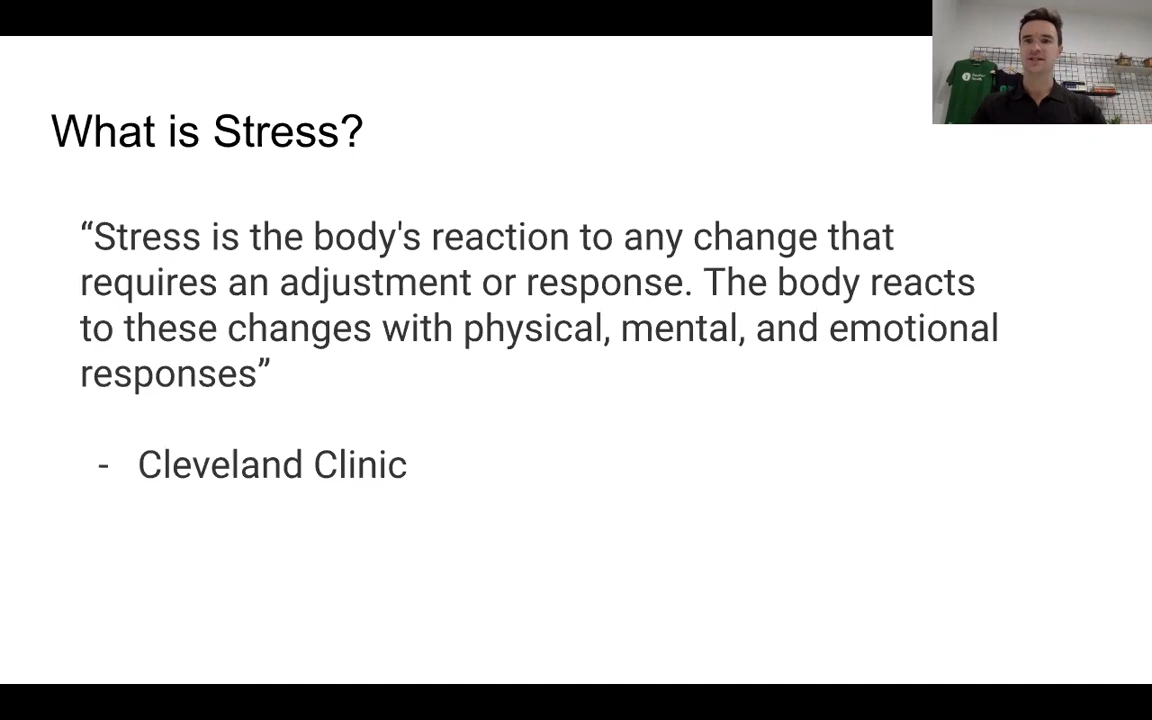 What is Stress?
“Stress is the body's reaction to any change that
requires an adjustment or response. The body reacts
to these changes with physical, mental, and emotional
responses”
- Cleveland Clinic